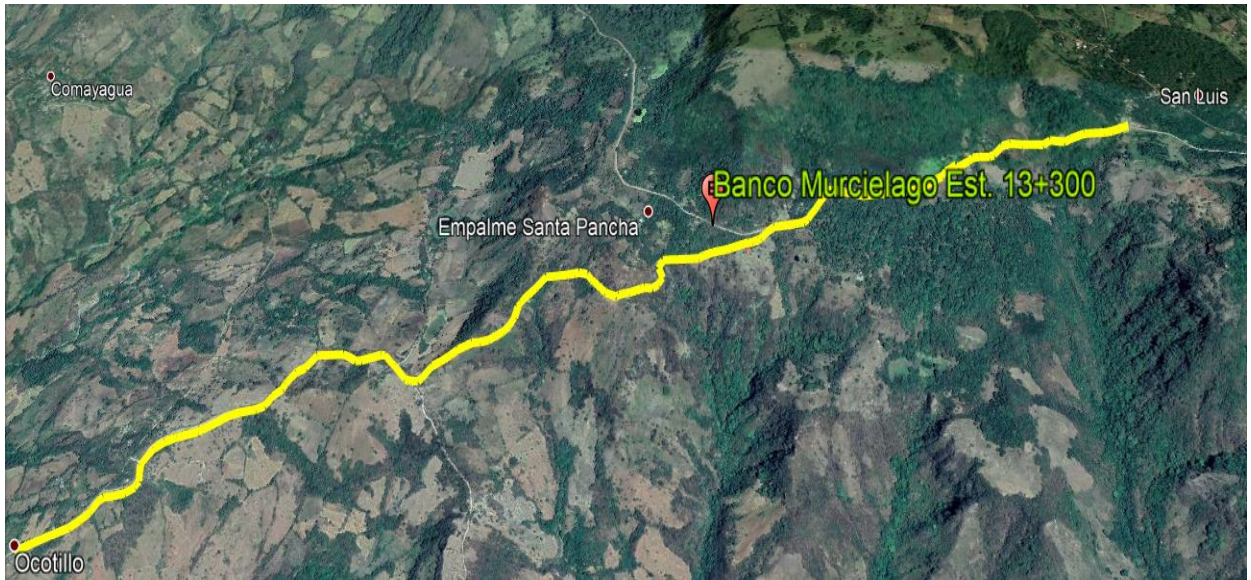 Comayagua
San Luis
Banco Murcielago Est. 13+300
Empalme Santa Pancha
Ocotillo